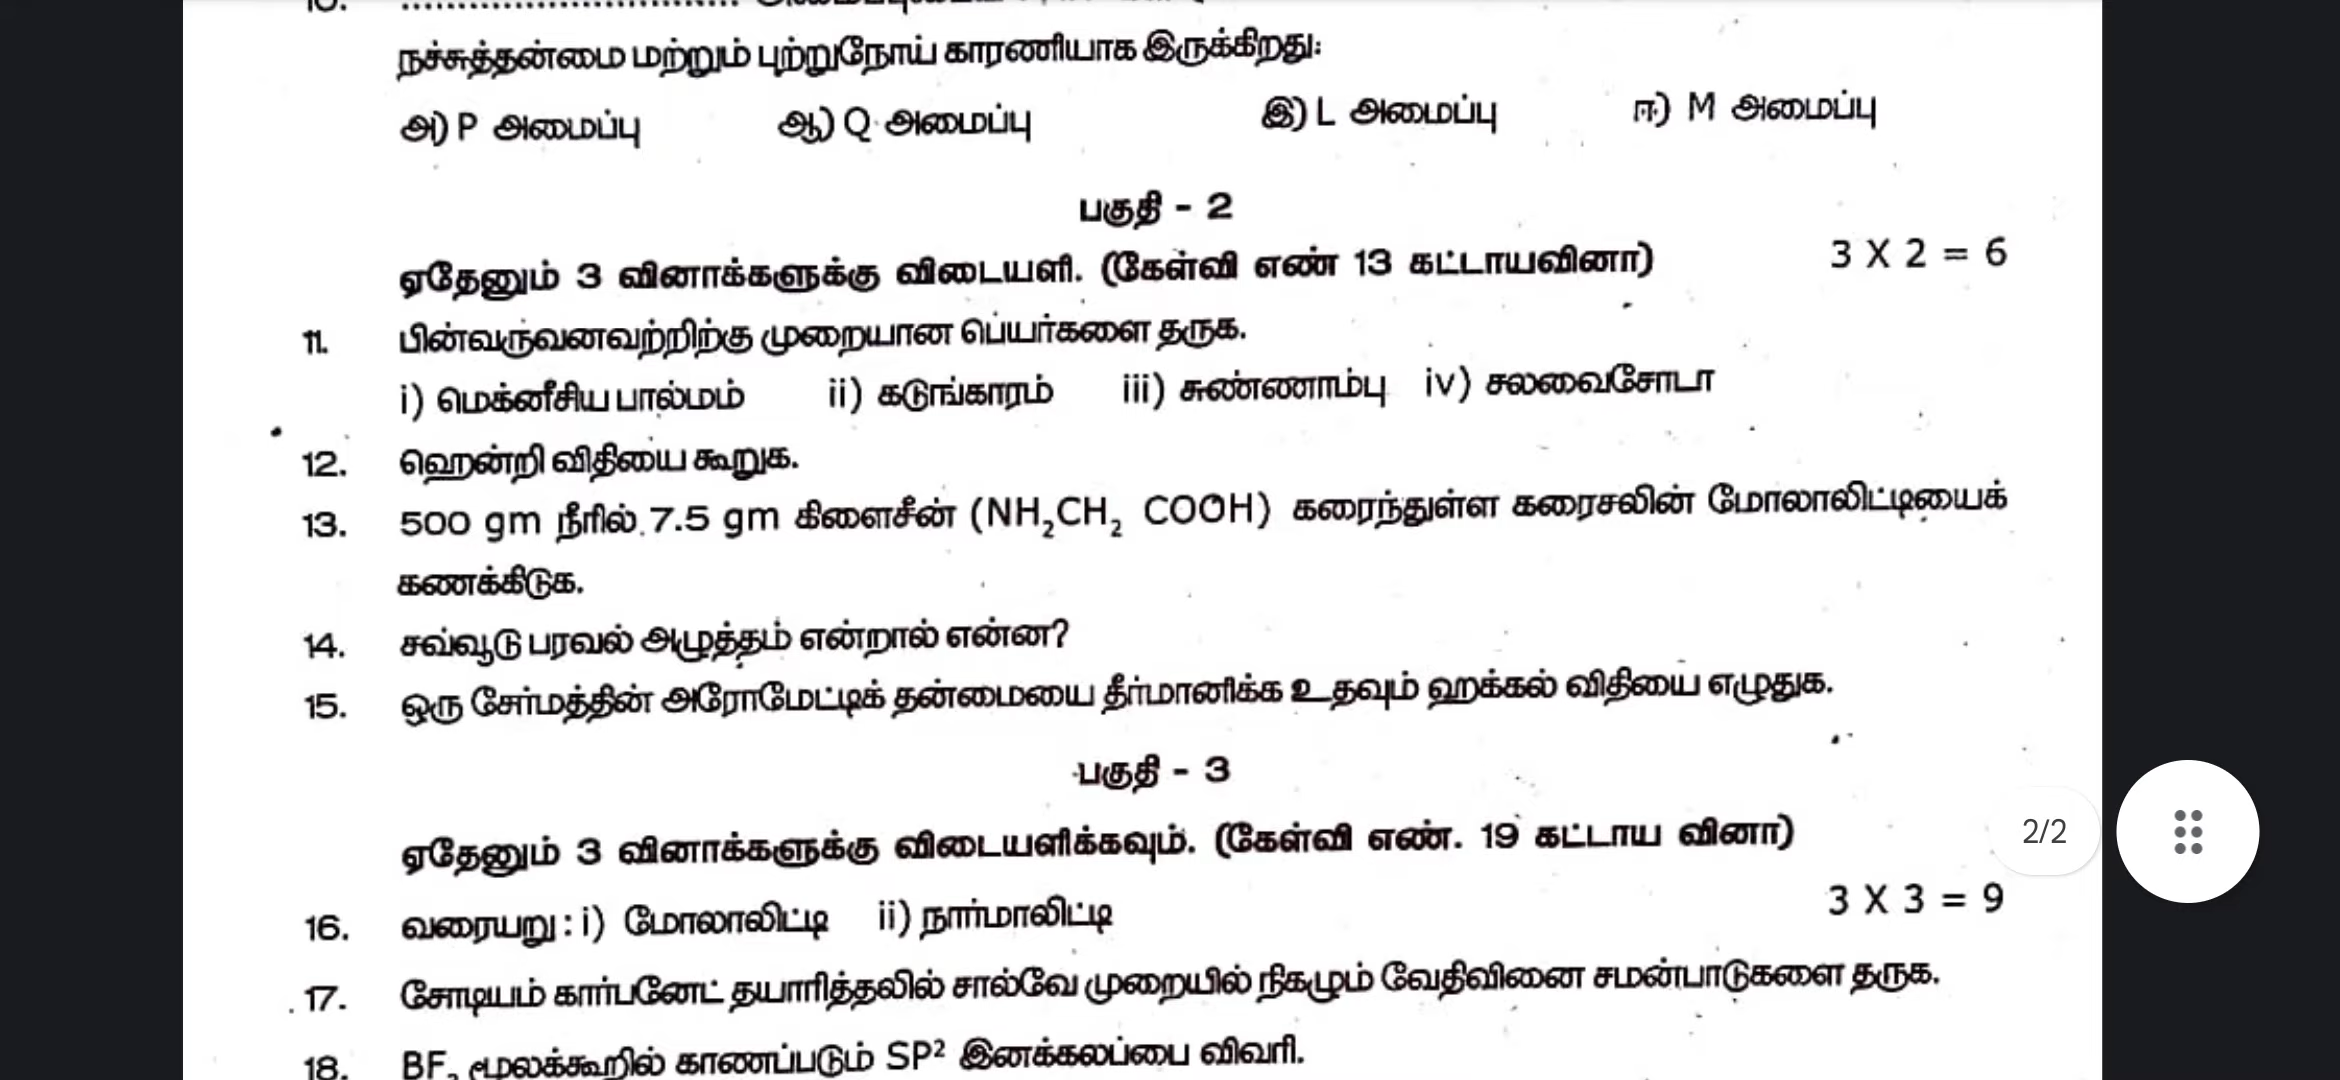 நச்சுத்தன்மை மற்றும் புற்றுநோய் காரணியாக இருக்கிறது:
அ) P அமைப்பு ஆ) Q அமைப்பு இ) L அமைப்பு ஈ) M அமைப்பு
பகுதி - 2
ஏதேனும் 3 வினாக்களுக்கு விடையளி. (கேள்வி எண் 13 கட்டாயவினா) 3 X 2 = 6
11. பின்வருவனவற்றிற்கு முறையான பெயர்களை தருக.
i) மெக்னீசிய பால்மம் ii) கடுங்காரம் iii) சுண்ணாம்பு iv) சலவைசோடா
12. ஹென்றி விதியை கூறுக.
13. 500 gm நீரில் 7.5 gm கிளைசீன் (NH₂CH₂ COOH) கரைந்துள்ள கரைசலின் மோலாலிட்டியைக்
கணக்கிடுக.
14. சவ்வூடு பரவல் அழுத்தம் என்றால் என்ன?
15. ஒரு சேர்மத்தின் அரோமேட்டிக் தன்மையை தீர்மானிக்க உதவும் ஹக்கல் விதியை எழுதுக.
பகுதி - 3
ஏதேனும் 3 வினாக்களுக்கு விடையளிக்கவும். (கேள்வி எண். 19 கட்டாய வினா)
2/2
3 X 3 = 9
16. வரையறு : i) மோலாலிட்டி ii) நார்மாலிட்டி
17. சோடியம் கார்பனேட் தயாரித்தலில் சால்வே முறையில் நிகழும் வேதிவினை சமன்பாடுகளை தருக.
18. BF₃ மூலக்கூறில் காணப்படும் SP² இனக்கலப்பை விவரி.